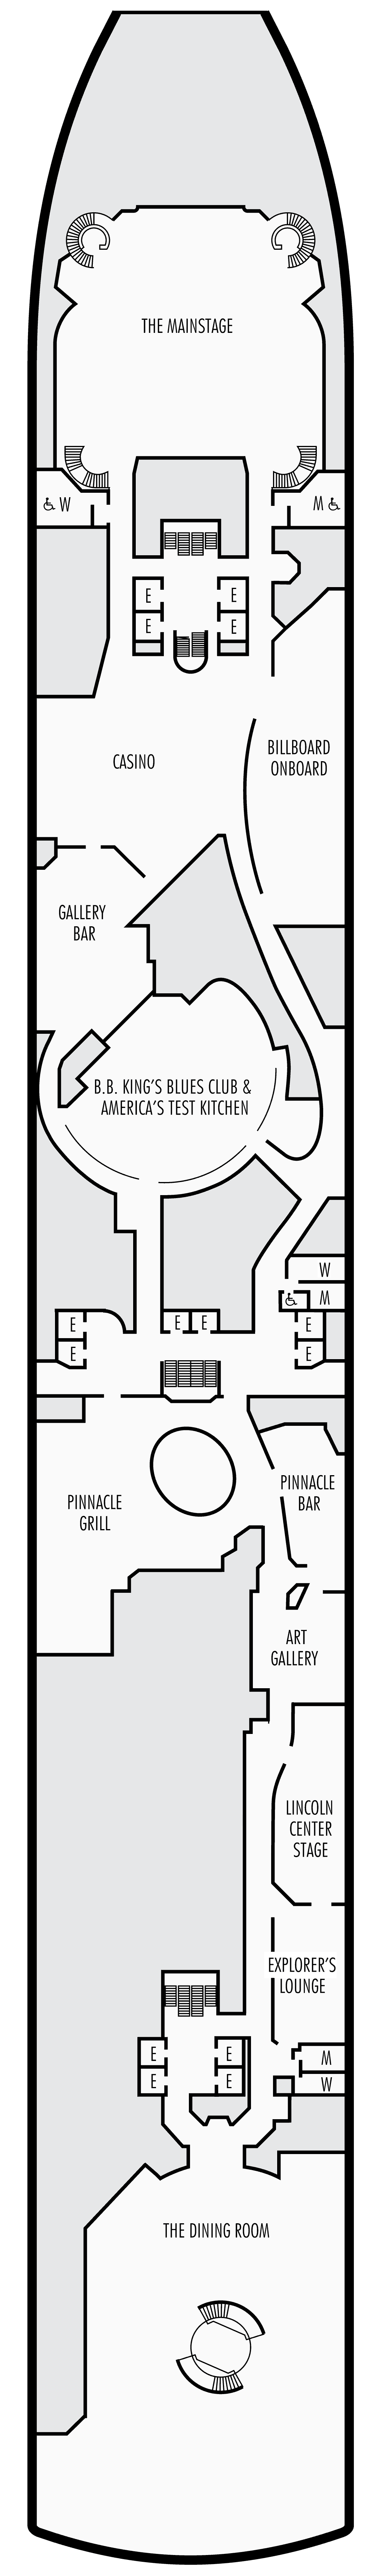 THE MAINSTAGE
W
M
E
E
E
E
CASINO
BILLBOARD
ONBOARD
GALLERY
BAR
B.B. KING'S BLUES CLUB &
AMERICA'S TEST KITCHEN
W
M
E
E
E
E
E
E
PINNACLE
GRILL
PINNACLE
BAR
ART
GALLERY
LINCOLN
CENTER
STAGE
EXPLORER'S
LOUNGE
E
E
M
E
E
W
THE DINING ROOM